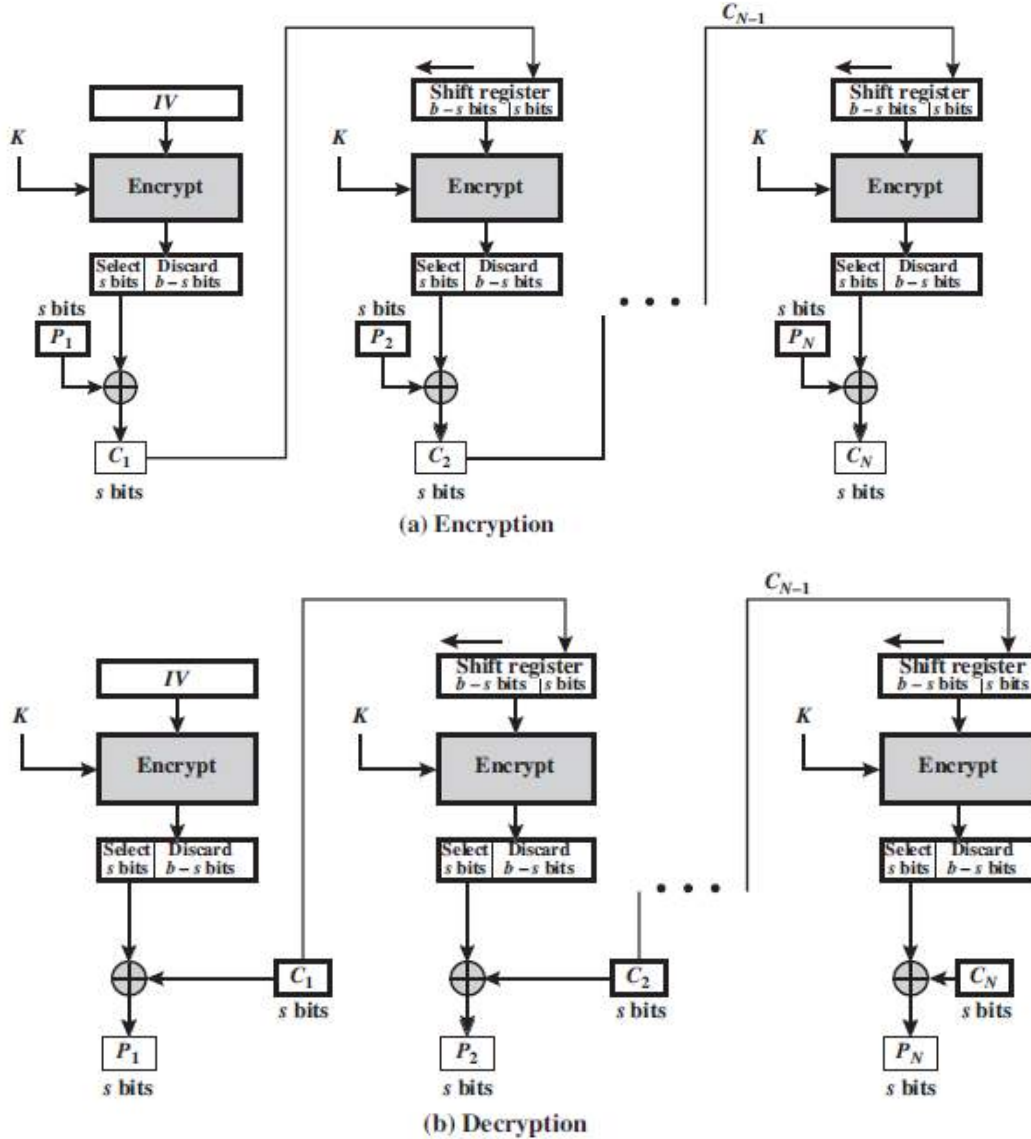 C_{N-1}
IV
Shift register
b – s bits | s bits
Shift register
b – s bits | s bits
K
K
K
Encrypt
Encrypt
Encrypt
Select
s bits
Discard
b – s bits
Select
s bits
Discard
b – s bits
Select
s bits
Discard
b – s bits
s bits
s bits
s bits
P_1
P_2
P_N
C_1
C_2
C_N
s bits
s bits
s bits
(a) Encryption
C_{N-1}
IV
Shift register
b – s bits | s bits
Shift register
b – s bits | s bits
K
K
K
Encrypt
Encrypt
Encrypt
Select
s bits
Discard
b – s bits
Select
s bits
Discard
b – s bits
Select
s bits
Discard
b – s bits
C_1
C_2
C_N
s bits
s bits
s bits
P_1
P_2
P_N
s bits
s bits
s bits
(b) Decryption